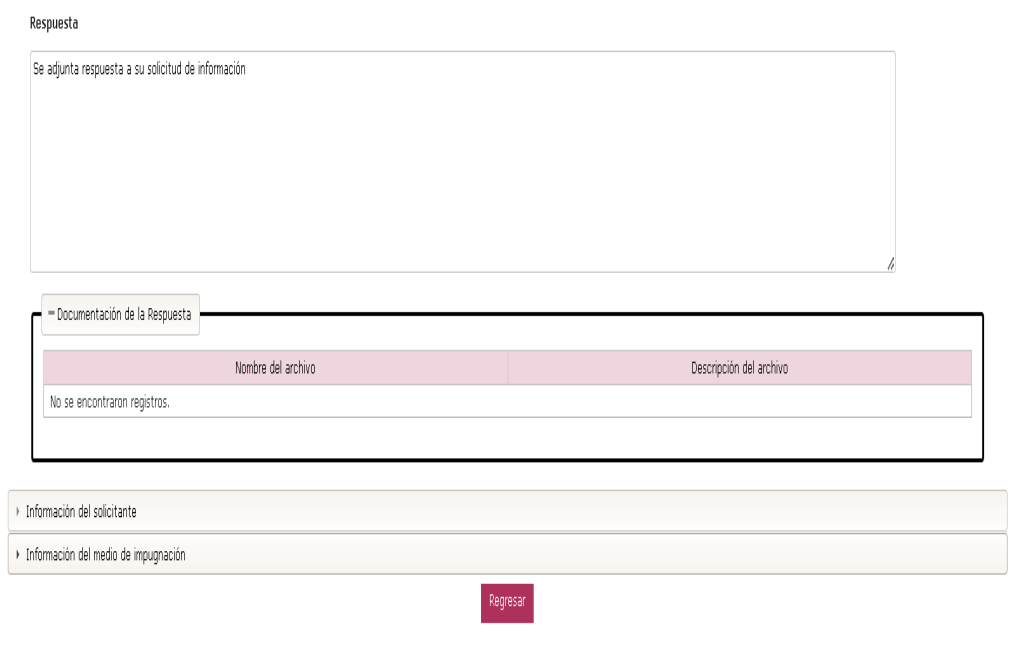 Respuesta
Se adjunta respuesta a su solicitud de información
Documentación de la Respuesta
Nombre del archivo Descripción del archivo
No se encontraron registros.
Información del solicitante
Información del medio de impugnación
Regresar